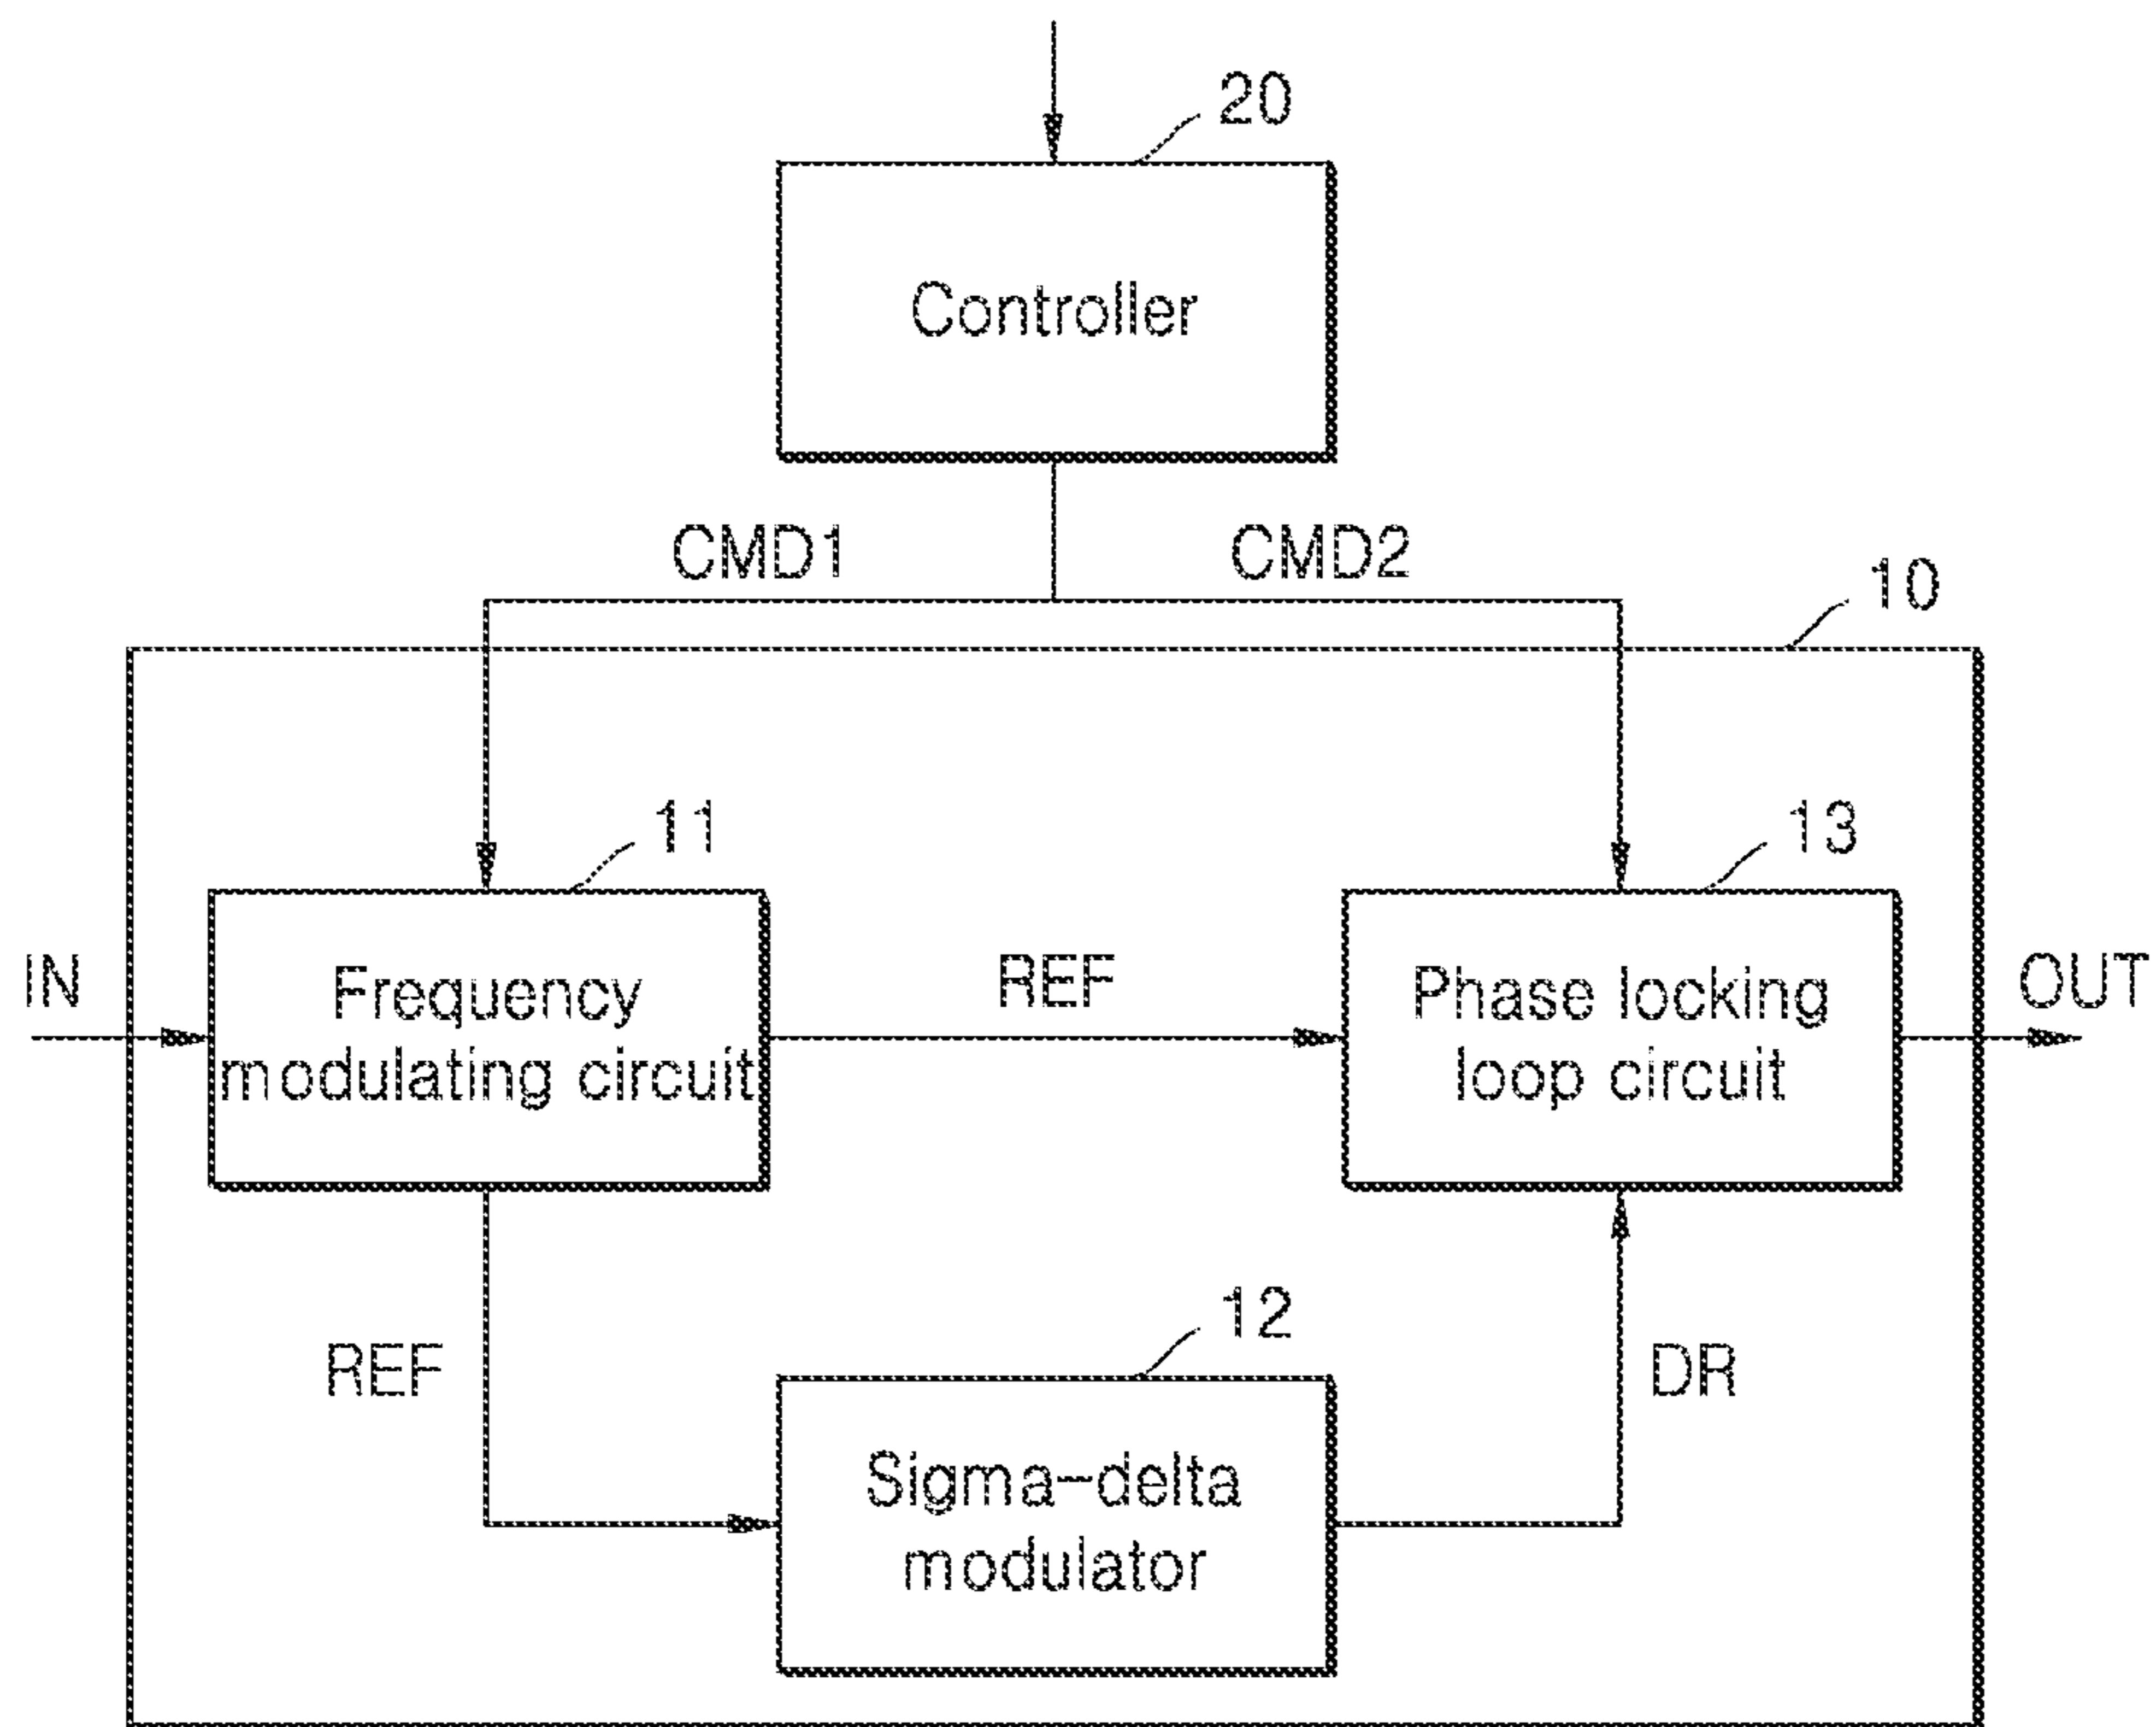 20
Controller
CMD1
CMD2
10
11
13
IN
Frequency
modulating circuit
REF
Phase locking
loop circuit
OUT
REF
12
DR
Sigma-delta
modulator